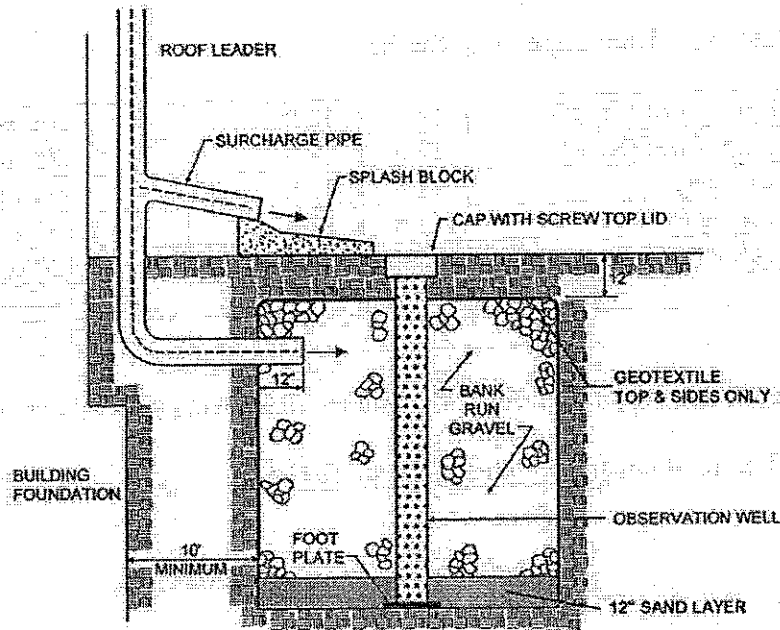 ROOF LEADER
SURCHARGE PIPE
SPLASH BLOCK
CAP WITH SCREW TOP LID
12"
12"
GEOTEXTILE
TOP & SIDES ONLY
BANK
RUN
GRAVEL
BUILDING
FOUNDATION
OBSERVATION WELL
FOOT
PLATE
10'
MINIMUM
12" SAND LAYER